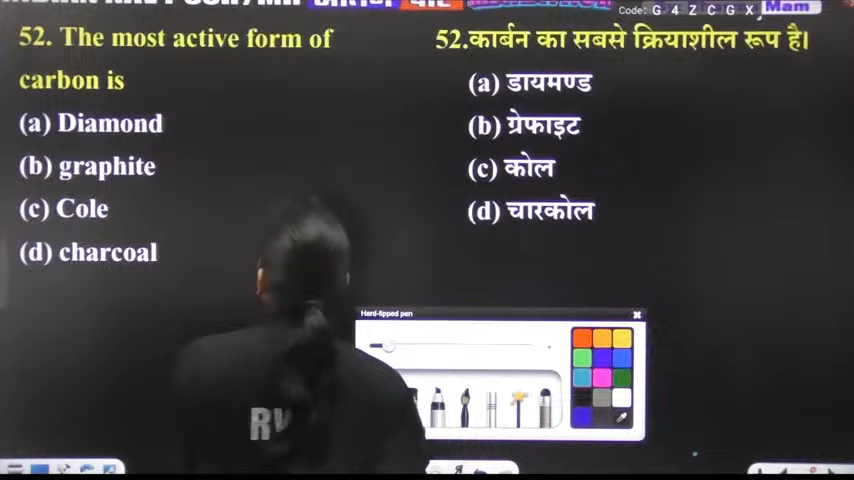 Code: G 4 Z C G X
Mam
52. The most active form of
carbon is
(a) Diamond
(b) graphite
(c) Cole
(d) charcoal
52.कार्बन का सबसे क्रियाशील रूप है।
(a) डायमण्ड
(b) ग्रेफाइट
(c) कोल
(d) चारकोल
Hard-tipped pen